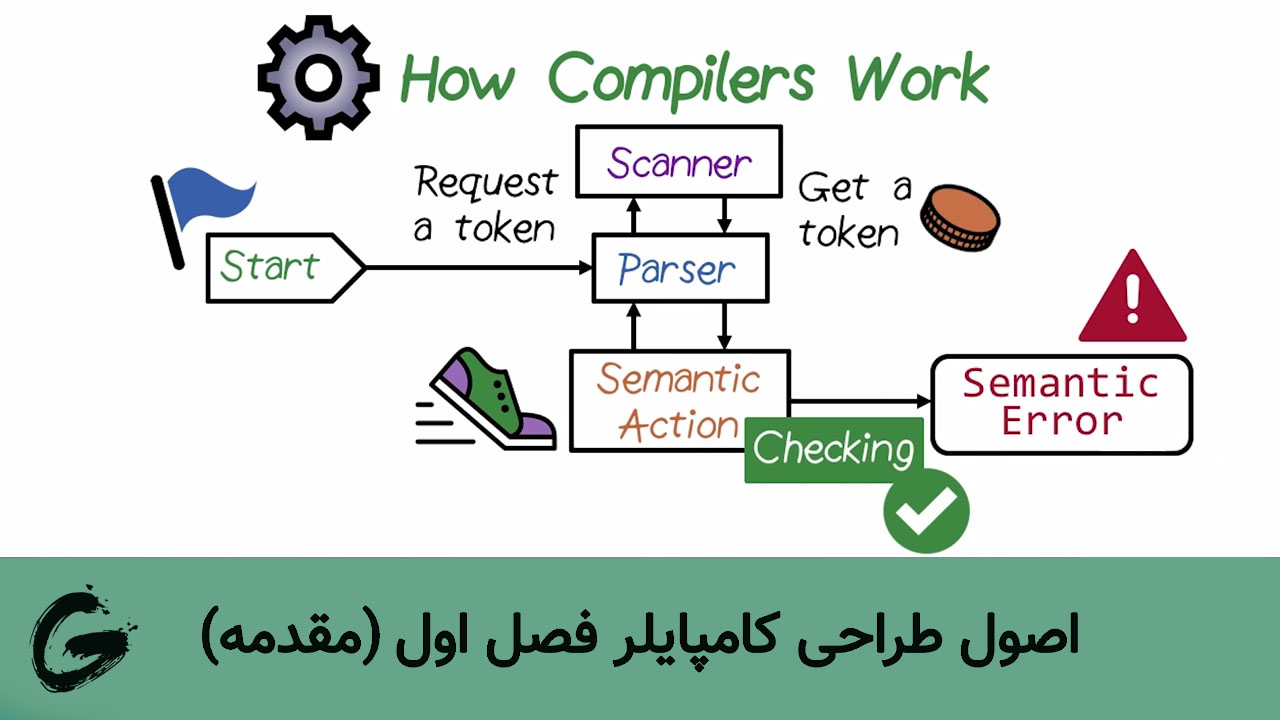 How Compilers Work
Scanner
Request
a token
Get a
token
Start
Parser
Semantic
Action
Checking
Semantic
Error
اصول طراحی کامپایلر فصل اول (مقدمه)